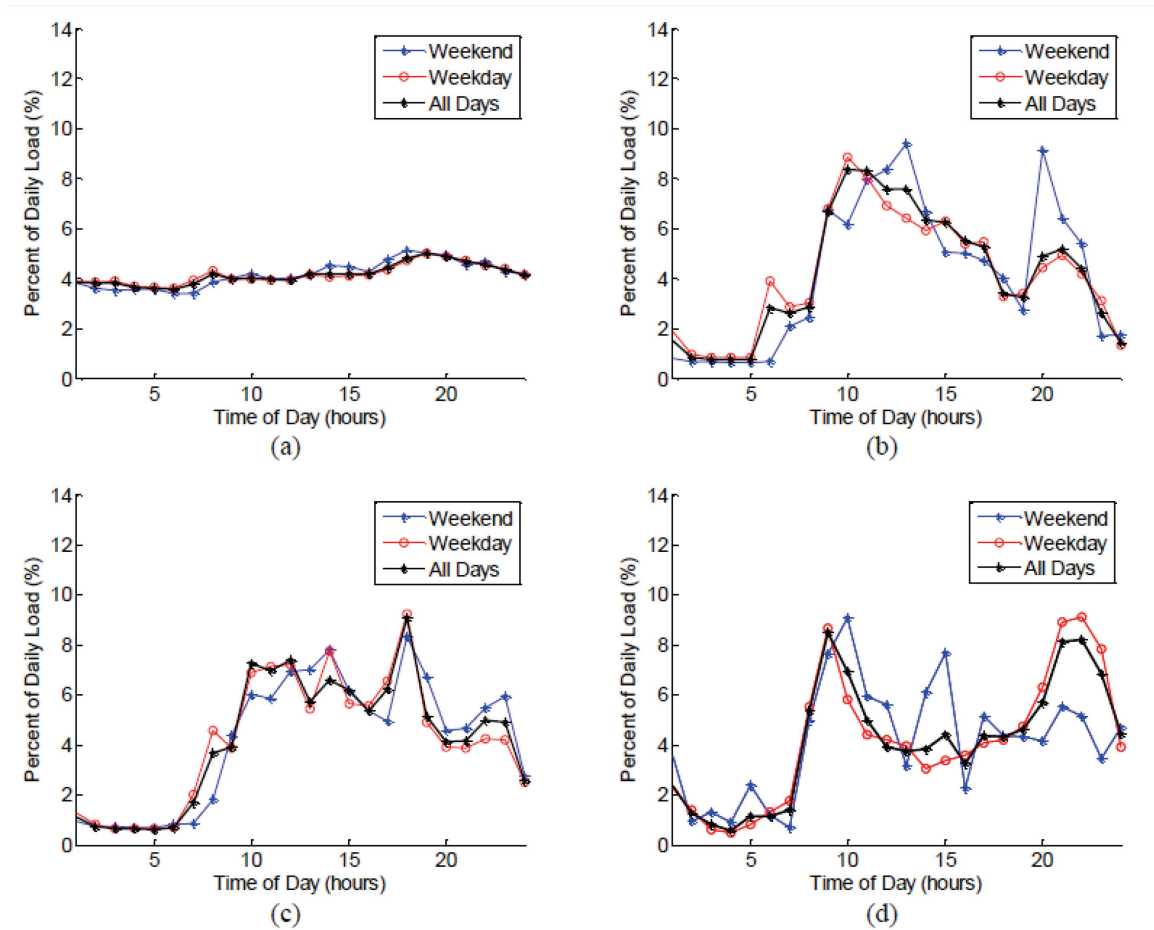 14
12
10
8
6
4
2
0
Percent of Daily Load (%)
Weekend
Weekday
All Days
5
10
15
20
Time of Day (hours)
(a)
14
12
10
8
6
4
2
0
Percent of Daily Load (%)
Weekend
Weekday
All Days
5
10
15
20
Time of Day (hours)
(b)
14
12
10
8
6
4
2
0
Percent of Daily Load (%)
Weekend
Weekday
All Days
5
10
15
20
Time of Day (hours)
(c)
14
12
10
8
6
4
2
0
Percent of Daily Load (%)
Weekend
Weekday
All Days
5
10
15
20
Time of Day (hours)
(d)